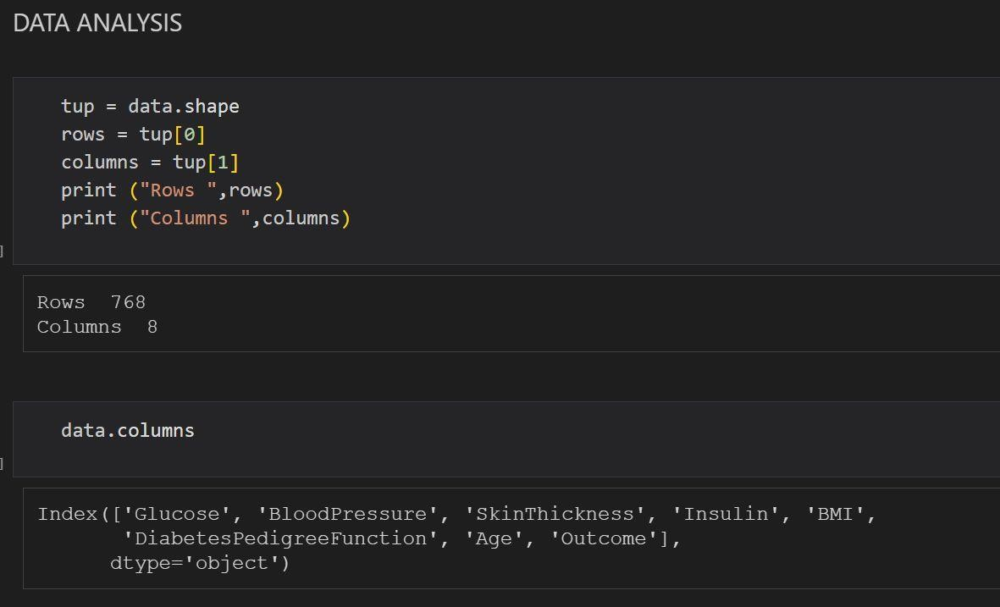 DATA ANALYSIS
tup = data.shape
rows = tup[0]
columns = tup[1]
print ("Rows ",rows)
print ("Columns ",columns)
]
Rows  768
Columns  8
data.columns
]
Index(['Glucose', 'BloodPressure', 'SkinThickness', 'Insulin', 'BMI',
       'DiabetesPedigreeFunction', 'Age', 'Outcome'],
      dtype='object')